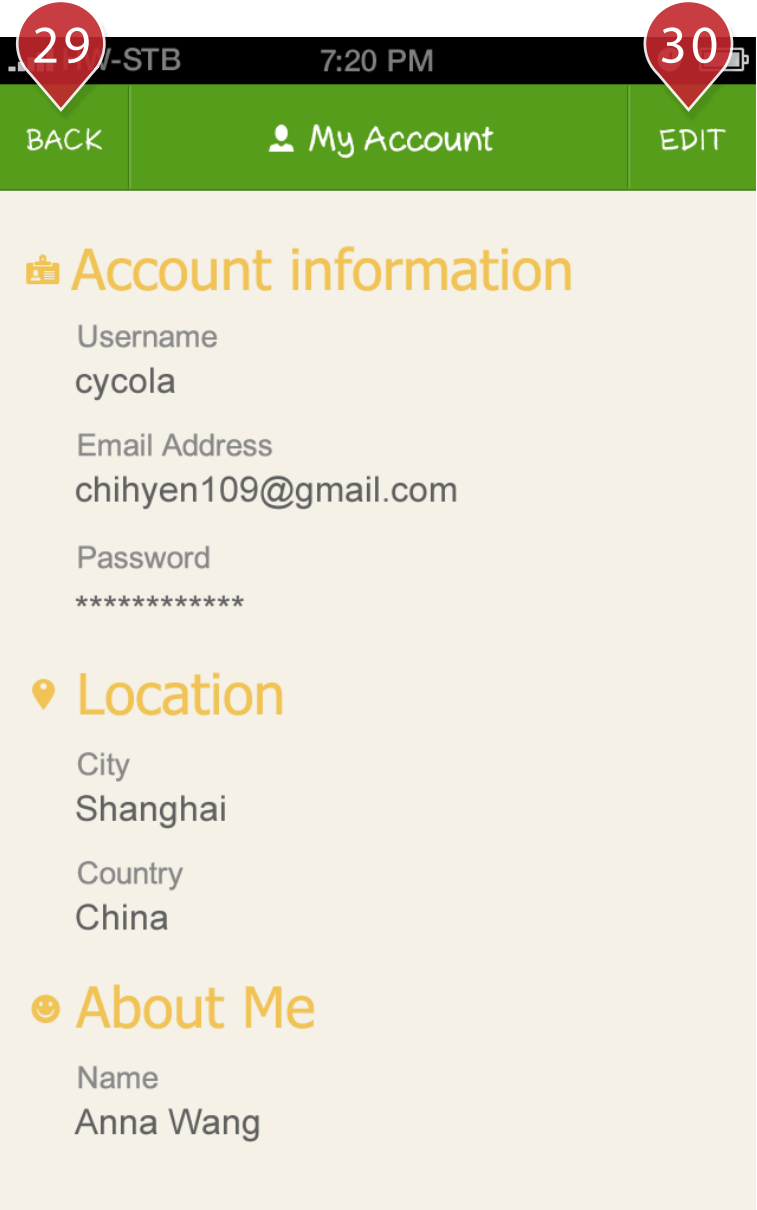 29
30
-STB 7:20 PM
BACK My Account EDIT
Account information
Username
cycola
Email Address
chihyen109@gmail.com
Password
************
Location
City
Shanghai
Country
China
About Me
Name
Anna Wang